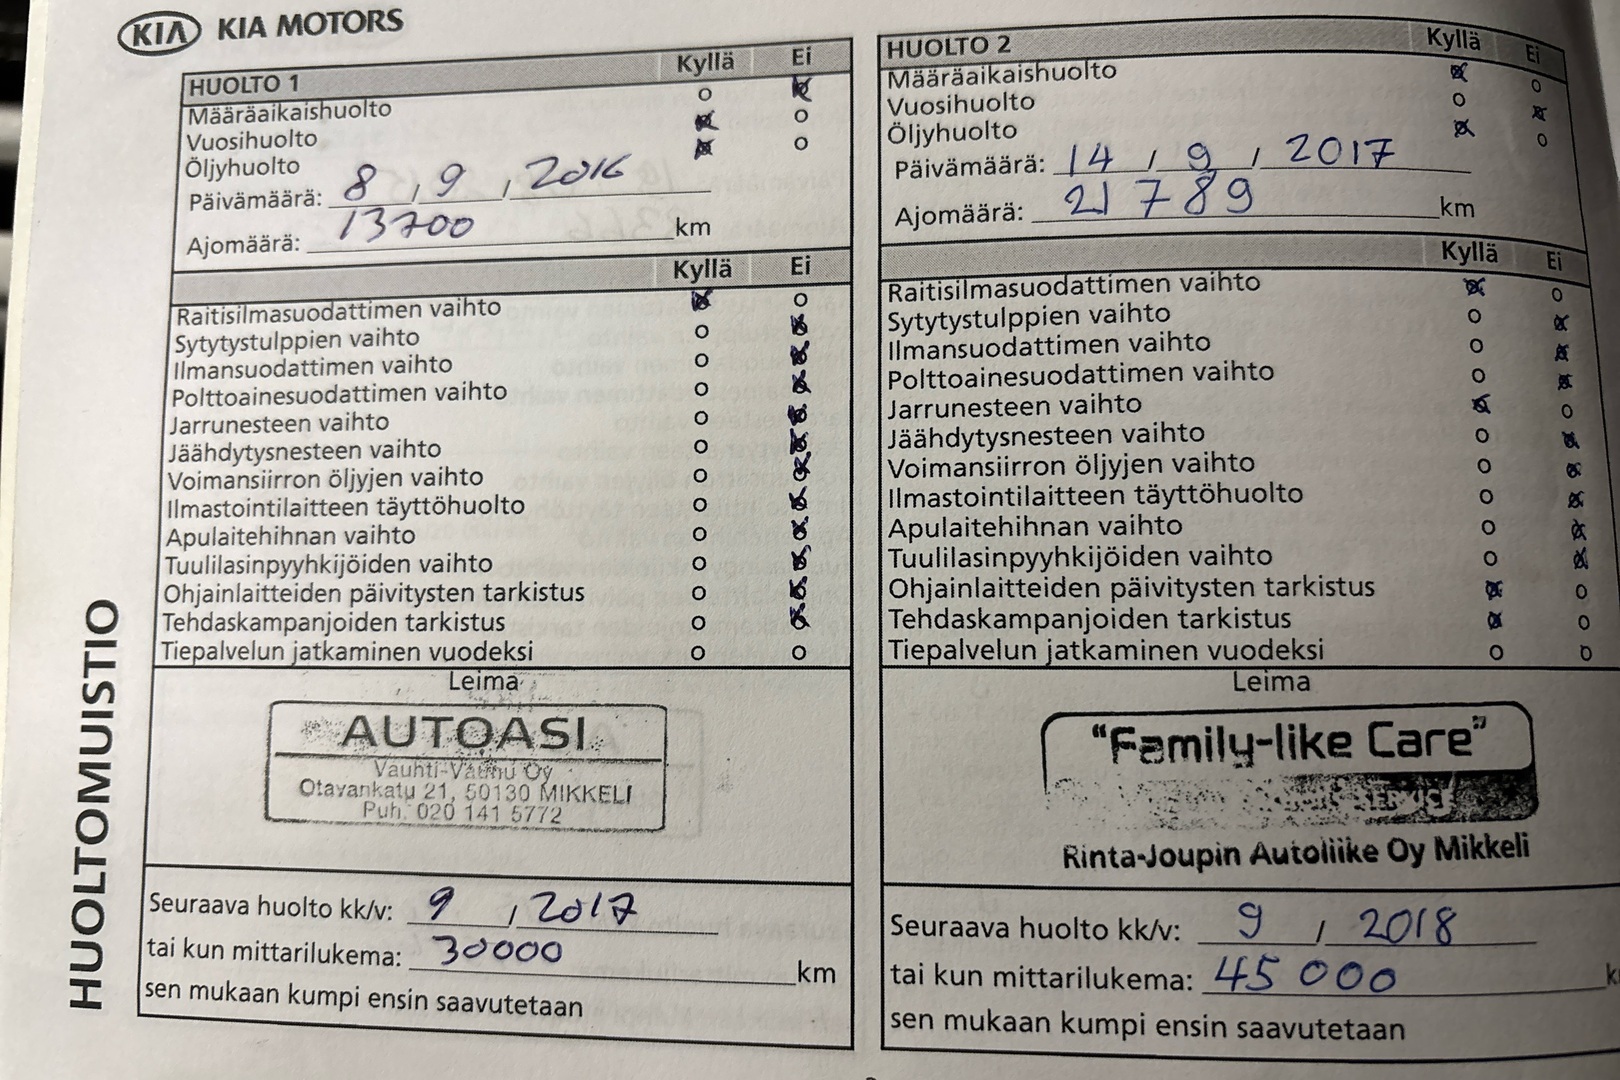 KIA KIA MOTORS
HUOLTO 1 Kyllä Ei
Määräaikaishuolto
Vuosihuolto
Öljyhuolto
Päivämäärä: 8 / 9 / 2016
Ajomäärä: 13700 km
Kyllä Ei
Raitisilmasuodattimen vaihto
Sytytystulppien vaihto
Ilmansuodattimen vaihto
Polttoainesuodattimen vaihto
Jarrunesteen vaihto
Jäähdytysnesteen vaihto
Voimansiirron öljyjen vaihto
Ilmastointilaitteen täyttöhuolto
Apulaitehihnan vaihto
Tuulilasinpyyhkijöiden vaihto
Ohjainlaitteiden päivitysten tarkistus
Tehdaskampanjoiden tarkistus
Tiepalvelun jatkaminen vuodeksi
Leima
AUTOASI
Vauhti-Vaunu Oy
Otavankatu 21, 50130 MIKKELI
Puh. 020 141 5772
Seuraava huolto kk/v: 9 / 2017
tai kun mittarilukema: 30000 km
sen mukaan kumpi ensin saavutetaan
HUOLTO 2 Kyllä Ei
Määräaikaishuolto
Vuosihuolto
Öljyhuolto
Päivämäärä: 14 / 9 / 2017
Ajomäärä: 21789 km
Kyllä Ei
Raitisilmasuodattimen vaihto
Sytytystulppien vaihto
Ilmansuodattimen vaihto
Polttoainesuodattimen vaihto
Jarrunesteen vaihto
Jäähdytysnesteen vaihto
Voimansiirron öljyjen vaihto
Ilmastointilaitteen täyttöhuolto
Apulaitehihnan vaihto
Tuulilasinpyyhkijöiden vaihto
Ohjainlaitteiden päivitysten tarkistus
Tehdaskampanjoiden tarkistus
Tiepalvelun jatkaminen vuodeksi
Leima
"Family-like Care"
SERVICE
Rinta-Joupin Autoliike Oy Mikkeli
Seuraava huolto kk/v: 9 / 2018
tai kun mittarilukema: 45 000
sen mukaan kumpi ensin saavutetaan
HUOLTOMUISTIO